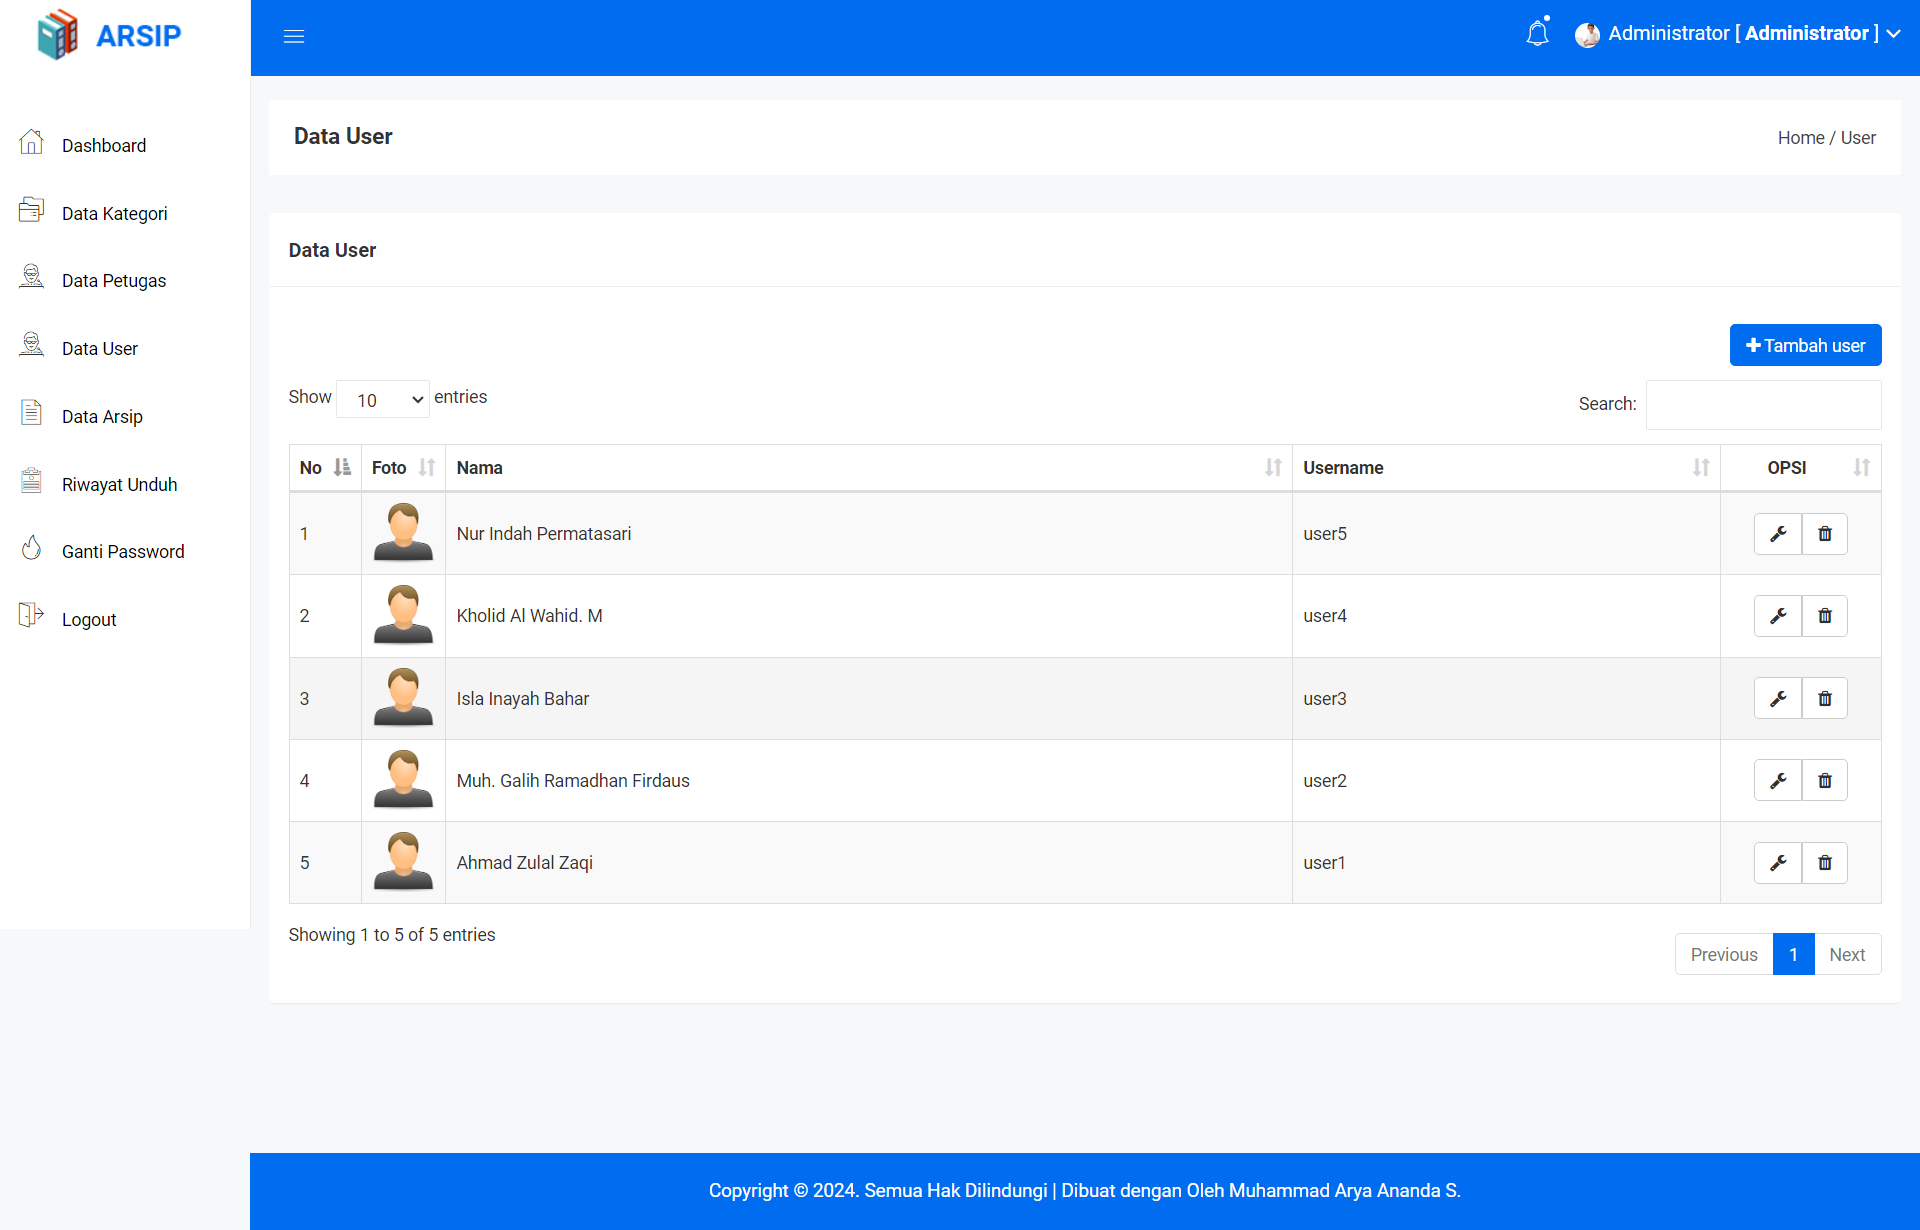 ARSIP
Administrator [ Administrator ]
Dashboard
Data Kategori
Data Petugas
Data User
Data Arsip
Riwayat Unduh
Ganti Password
Logout
Data User
Home / User
Data User
Tambah user
Show 10 entries
Search:
No Foto Nama Username OPSI
1 Nur Indah Permatasari user5
2 Kholid Al Wahid. M user4
3 Isla Inayah Bahar user3
4 Muh. Galih Ramadhan Firdaus user2
5 Ahmad Zulal Zaqi user1
Showing 1 to 5 of 5 entries
Previous 1 Next
Copyright © 2024. Semua Hak Dilindungi | Dibuat dengan Oleh Muhammad Arya Ananda S.